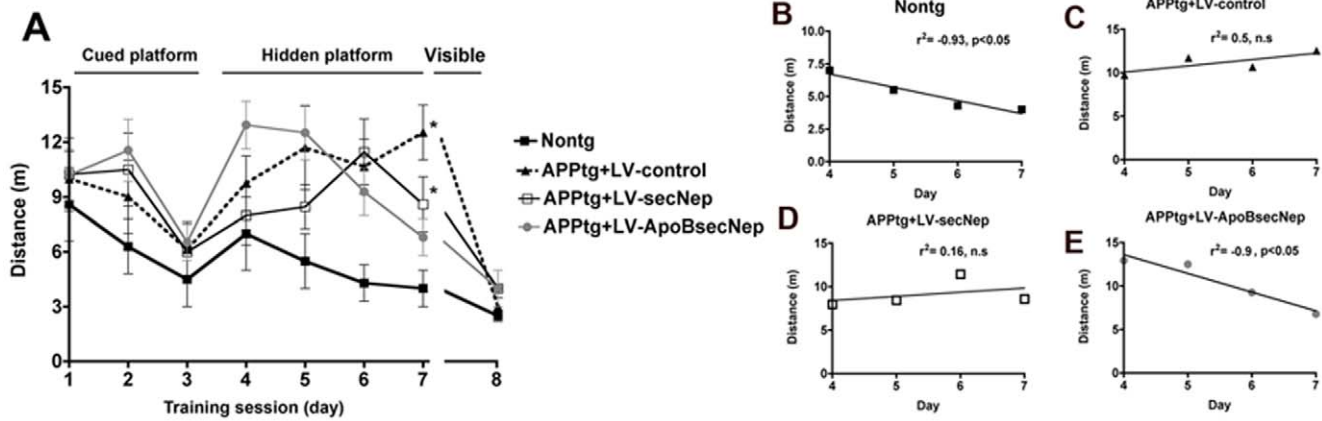 A
Cued platform
Hidden platform
Visible
15
12
9
6
3
0
Distance (m)
*
*
1 2 3 4 5 6 7 8
Training session (day)
Nontg
APPtg+LV-control
APPtg+LV-secNep
APPtg+LV-ApoBsecNep
B
Nontg
r²= -0.93, p<0.05
10.0
7.5
5.0
2.5
0.0
Distance (m)
4 5 6 7
Day
C
APPtg+LV-control
r²= 0.5, n.s
15
10
5
0
Distance (m)
4 5 6 7
Day
D
APPtg+LV-secNep
r²= 0.16, n.s
15
10
5
0
Distance (m)
4 5 6 7
Day
E
APPtg+LV-ApoBsecNep
r²= -0.9 , p<0.05
15
10
5
0
Distance (m)
4 5 6 7
Day